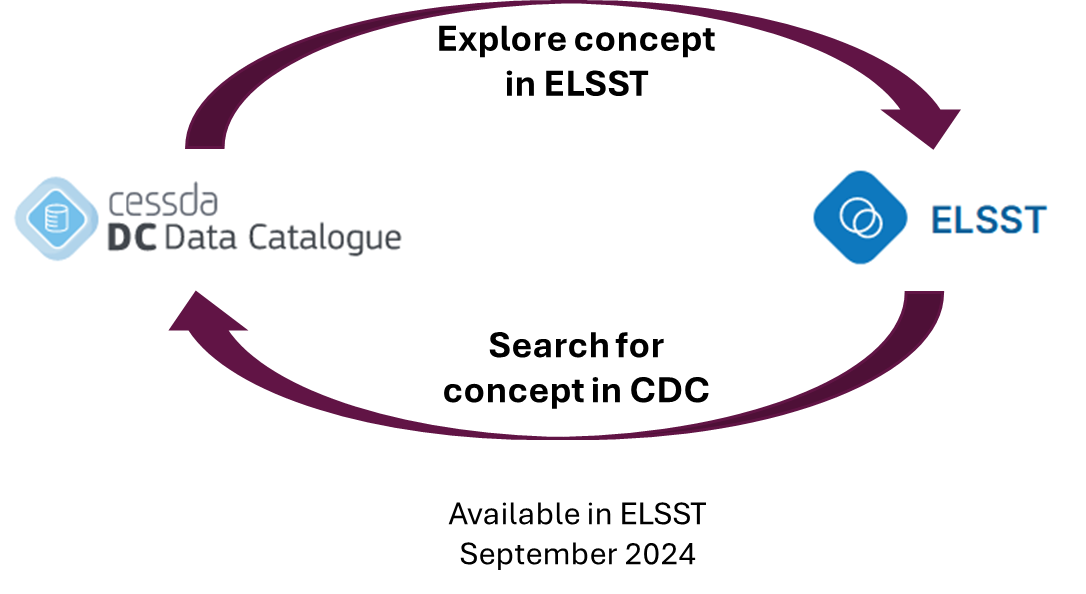 Explore concept
in ELSST
cessda
DC Data Catalogue
ELSST
Search for
concept in CDC
Available in ELSST
September 2024